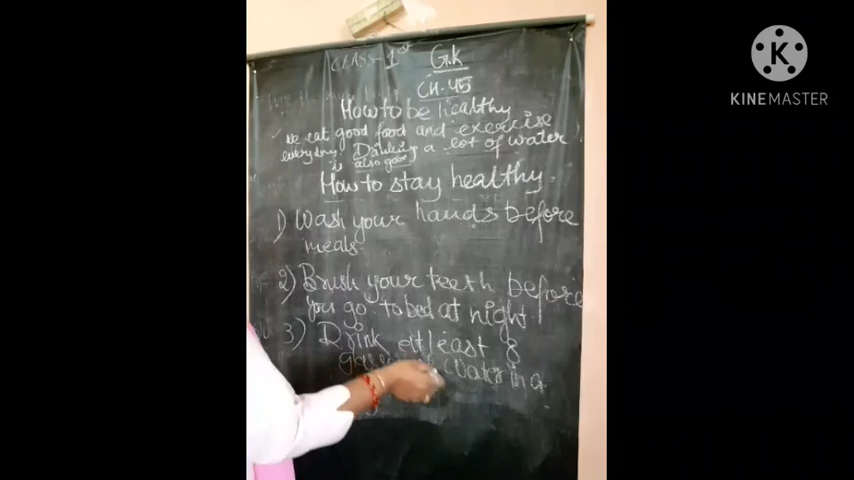 CLASS-1st G.K
CH.45
How to be healthy
we eat good food and exercise
everyday. Drinking a lot of water
is also good
How to stay healthy.
1) Wash your hands before
meals.
2) Brush your teeth before
you go to bed at night
3) Drink atleast 8
Water in a
K
KINEMASTER